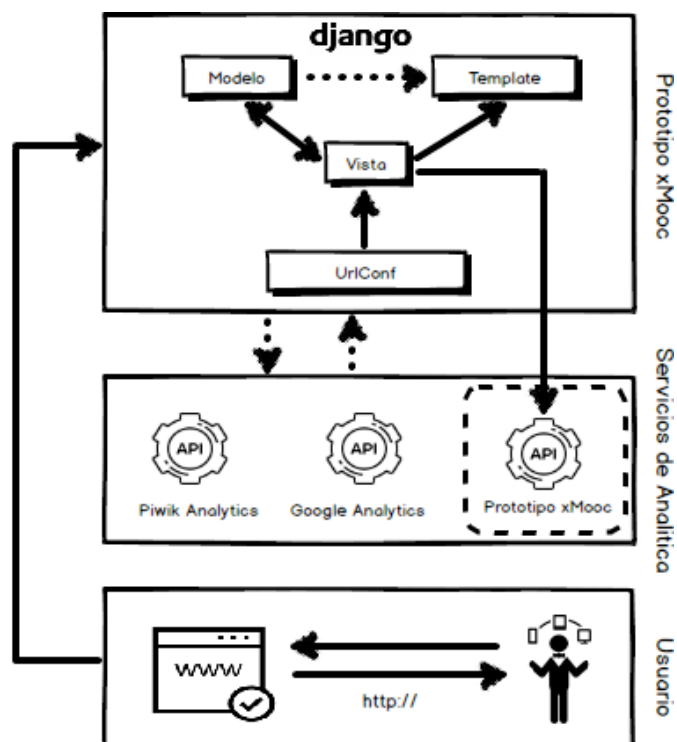 django
Modelo
Template
Vista
UrlConf
Prototipo xMooc
API
API
API
Piwik Analytics
Google Analytics
Prototipo xMooc
Servicios de Analitica
WWW
http://
Usuario